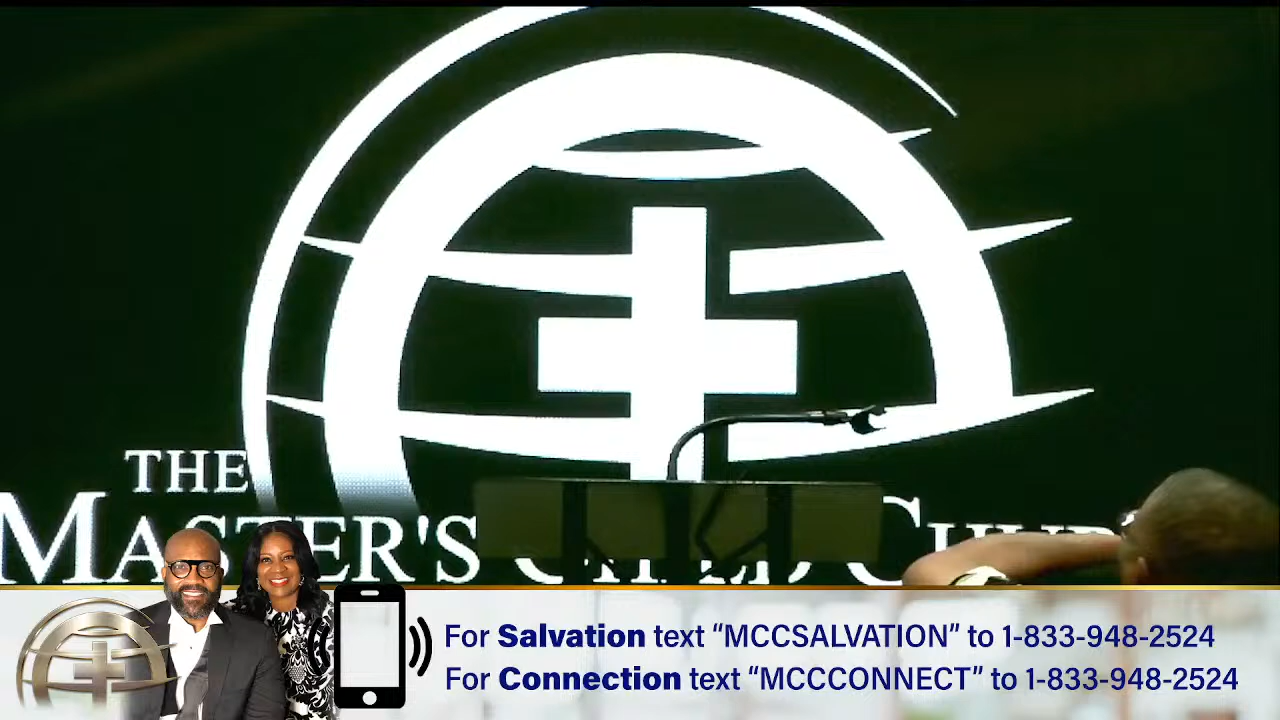 THE
MASTER'S
For Salvation text “MCCSALVATION” to 1-833-948-2524
For Connection text “MCCCONNECT” to 1-833-948-2524